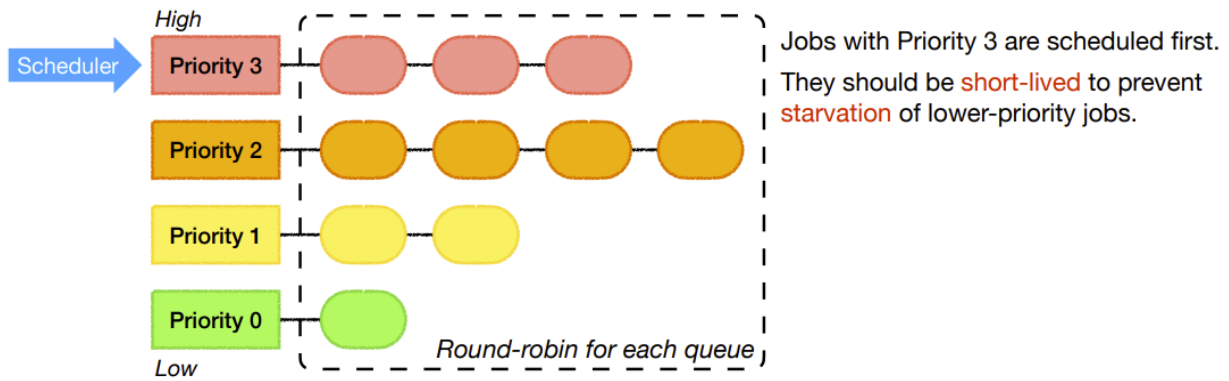 High
Scheduler
Priority 3
Jobs with Priority 3 are scheduled first.
They should be short-lived to prevent
starvation of lower-priority jobs.
Priority 2
Priority 1
Priority 0
Round-robin for each queue
Low